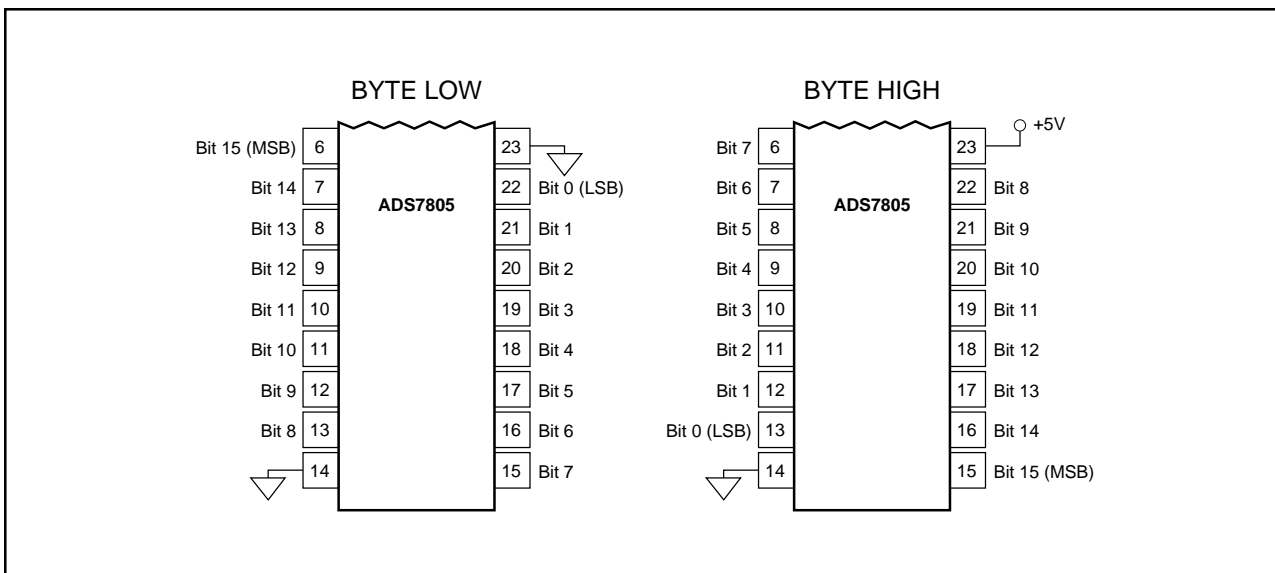 BYTE LOW
Bit 15 (MSB) 6 23
Bit 14 7 22 Bit 0 (LSB)
ADS7805
Bit 13 8 21 Bit 1
Bit 12 9 20 Bit 2
Bit 11 10 19 Bit 3
Bit 10 11 18 Bit 4
Bit 9 12 17 Bit 5
Bit 8 13 16 Bit 6
14 15 Bit 7
BYTE HIGH
+5V
Bit 7 6 23
Bit 6 7 22 Bit 8
ADS7805
Bit 5 8 21 Bit 9
Bit 4 9 20 Bit 10
Bit 3 10 19 Bit 11
Bit 2 11 18 Bit 12
Bit 1 12 17 Bit 13
Bit 0 (LSB) 13 16 Bit 14
14 15 Bit 15 (MSB)